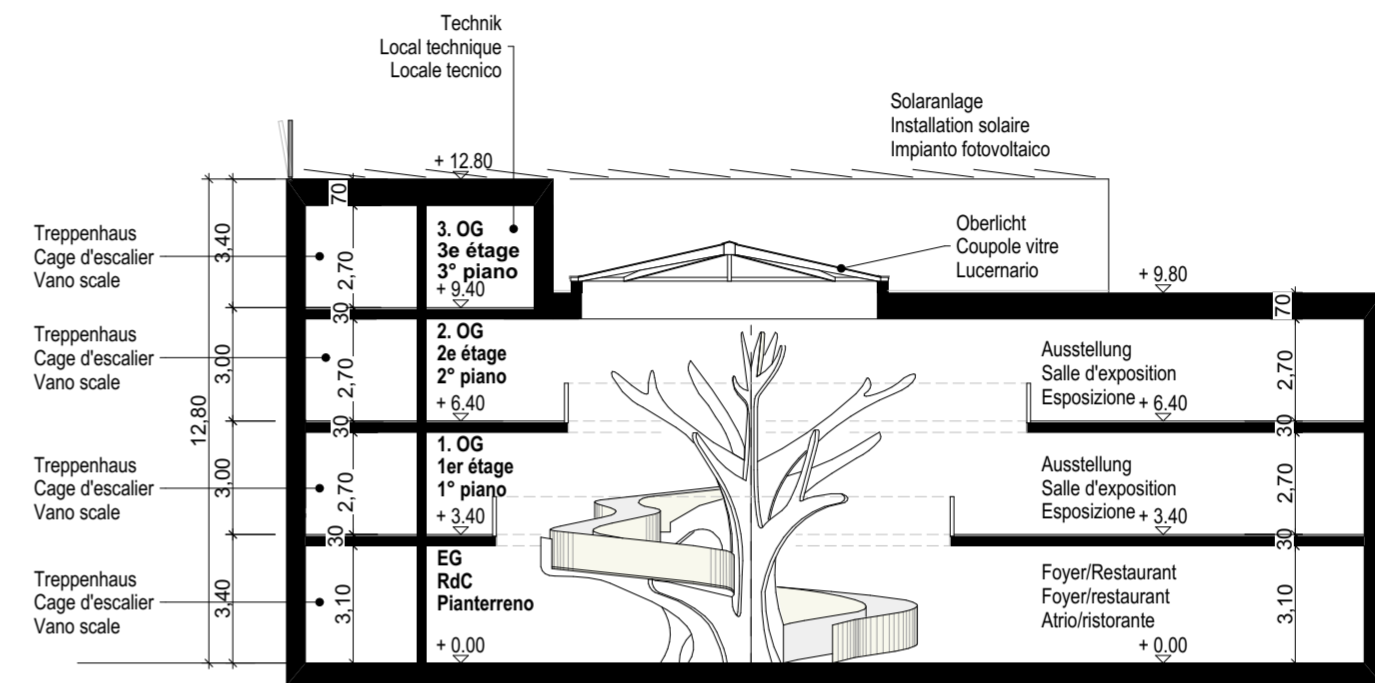 Technik
Local technique
Locale tecnico
Solaranlage
Installation solaire
Impianto fotovoltaico
+ 12.80
70
Treppenhaus
Cage d'escalier
Vano scale
3,40
2,70
3. OG
3e étage
3° piano
+ 9.40
Oberlicht
Coupole vitre
Lucernario
+ 9.80
70
30
Treppenhaus
Cage d'escalier
Vano scale
3,00
2,70
2. OG
2e étage
2° piano
+ 6.40
Ausstellung
Salle d'exposition
Esposizione
+ 6.40
2,70
12,80
30
30
Treppenhaus
Cage d'escalier
Vano scale
3,00
2,70
1. OG
1er étage
1° piano
+ 3.40
Ausstellung
Salle d'exposition
Esposizione
+ 3.40
2,70
30
30
Treppenhaus
Cage d'escalier
Vano scale
3,40
3,10
EG
RdC
Pianterreno
+ 0.00
Foyer/Restaurant
Foyer/restaurant
Atrio/ristorante
+ 0.00
3,10